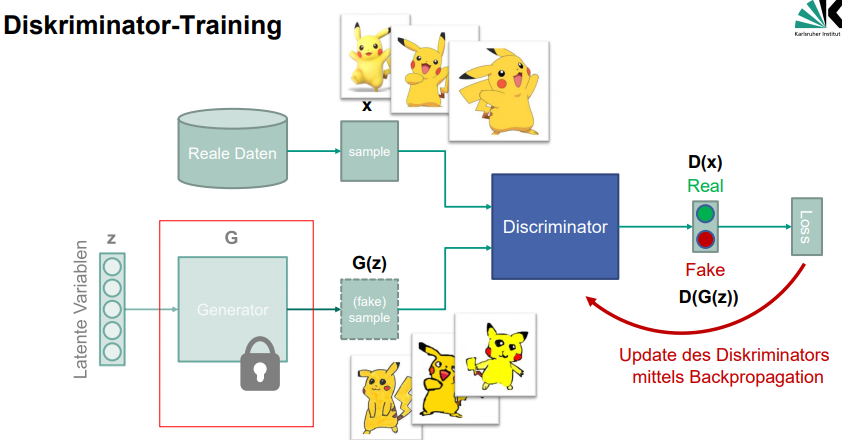 Diskriminator-Training
Karlsruher Institut
x
Reale Daten
sample
D(x)
Real
Discriminator
Loss
Fake
D(G(z))
Latente Variablen
z
G
Generator
G(z)
(fake)
sample
Update des Diskriminators
mittels Backpropagation